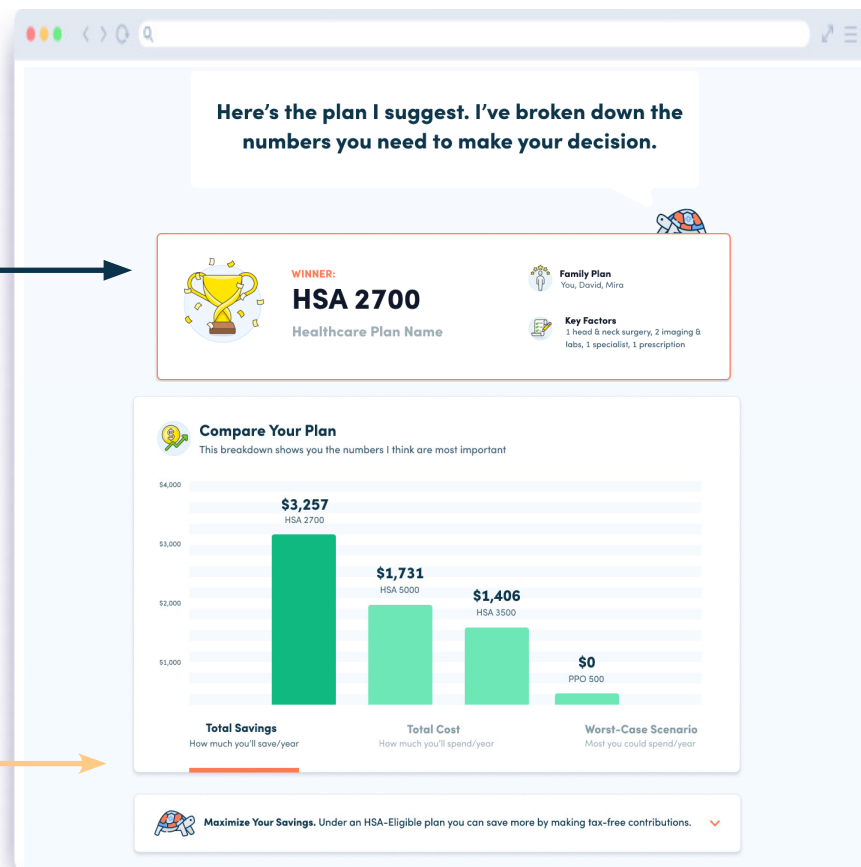 Here's the plan I suggest. I've broken down the
numbers you need to make your decision.
WINNER:
HSA 2700
Healthcare Plan Name
Family Plan
You, David, Mira
Key Factors
1 head & neck surgery, 2 imaging &
labs, 1 specialist, 1 prescription
Compare Your Plan
This breakdown shows you the numbers I think are most important
$4,000
$3,000
$2,000
$1,000
$3,257
HSA 2700
$1,731
HSA 5000
$1,406
HSA 3500
$0
PPO 500
Total Savings
How much you'll save/year
Total Cost
How much you'll spend/year
Worst-Case Scenario
Most you could spend/year
Maximize Your Savings. Under an HSA-Eligible plan you can save more by making tax-free contributions.